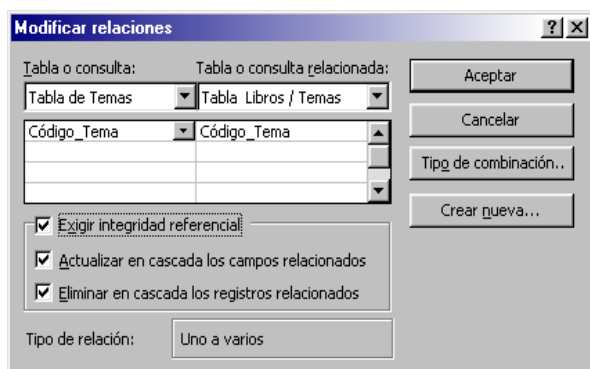 Modificar relaciones
Tabla o consulta: Tabla o consulta relacionada:
Tabla de Temas Tabla Libros / Temas
Código_Tema Código_Tema
Exigir integridad referencial
Actualizar en cascada los campos relacionados
Eliminar en cascada los registros relacionados
Tipo de relación: Uno a varios
Aceptar
Cancelar
Tipo de combinación..
Crear nueva...